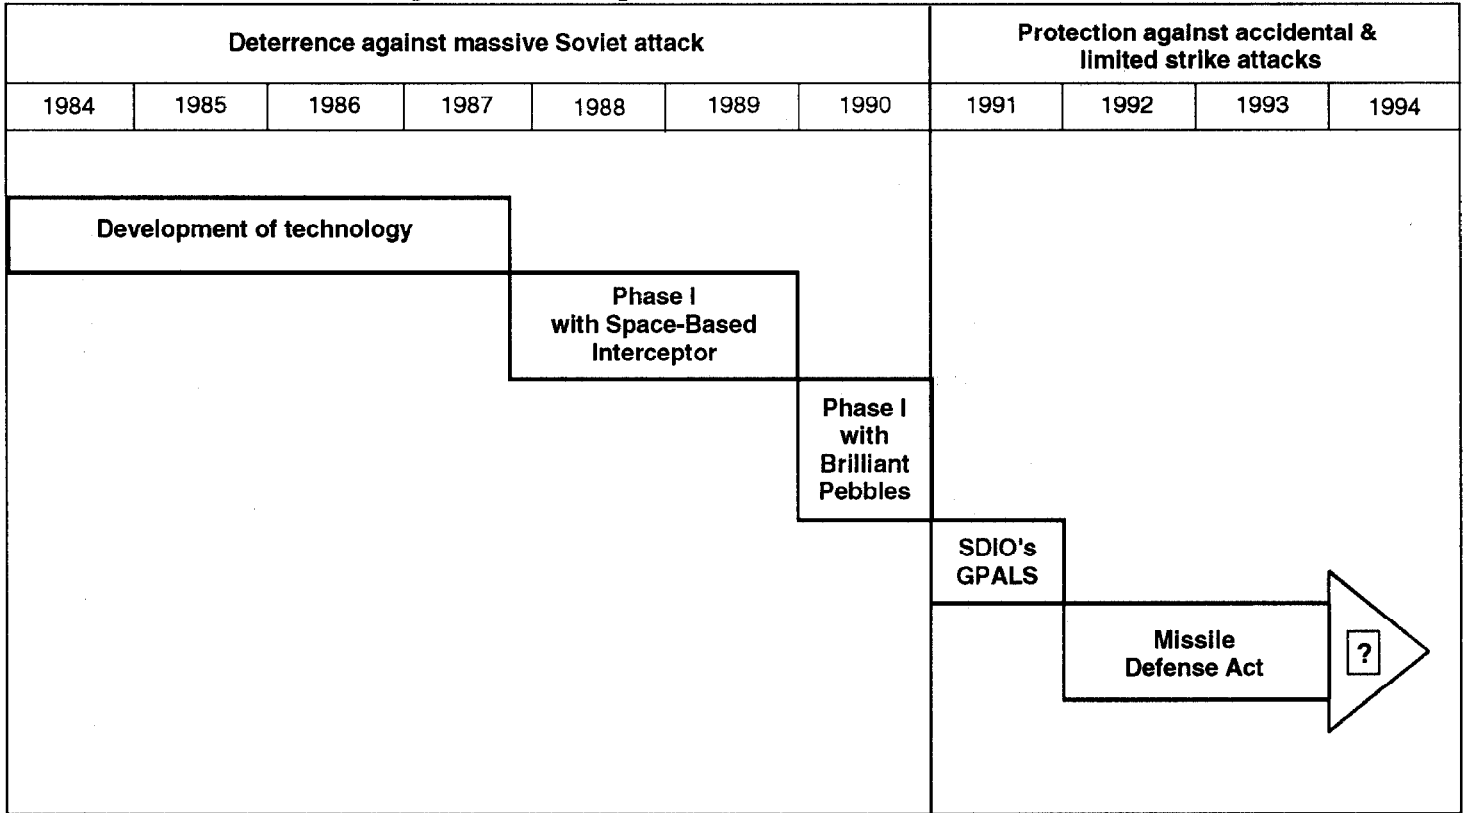 Deterrence against massive Soviet attack
Protection against accidental &
limited strike attacks
1984 1985 1986 1987 1988 1989 1990 1991 1992 1993 1994
Development of technology
Phase I
with Space-Based
Interceptor
Phase I
with
Brilliant
Pebbles
SDIO's
GPALS
Missile
Defense Act
?